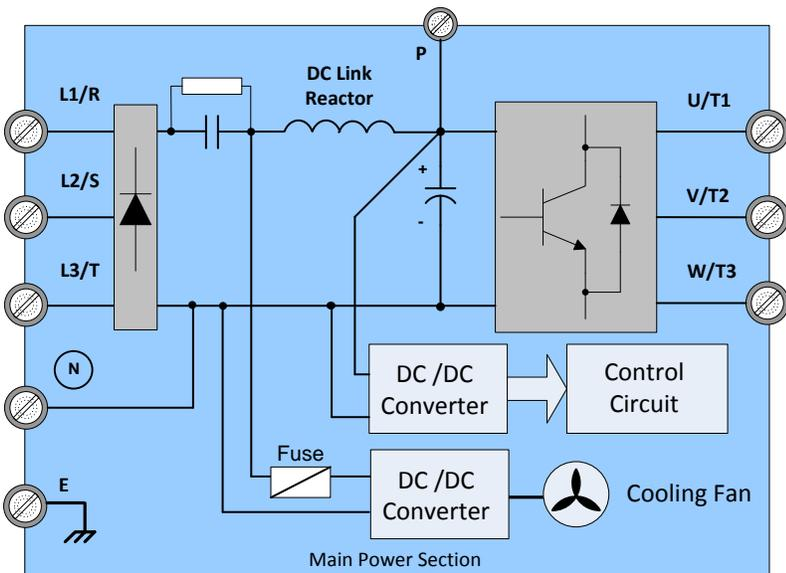 P
DC Link
Reactor
L1/R
U/T1
L2/S
+
V/T2
-
L3/T
W/T3
N
DC /DC
Converter
Control
Circuit
Fuse
DC /DC
Converter
Cooling Fan
E
Main Power Section